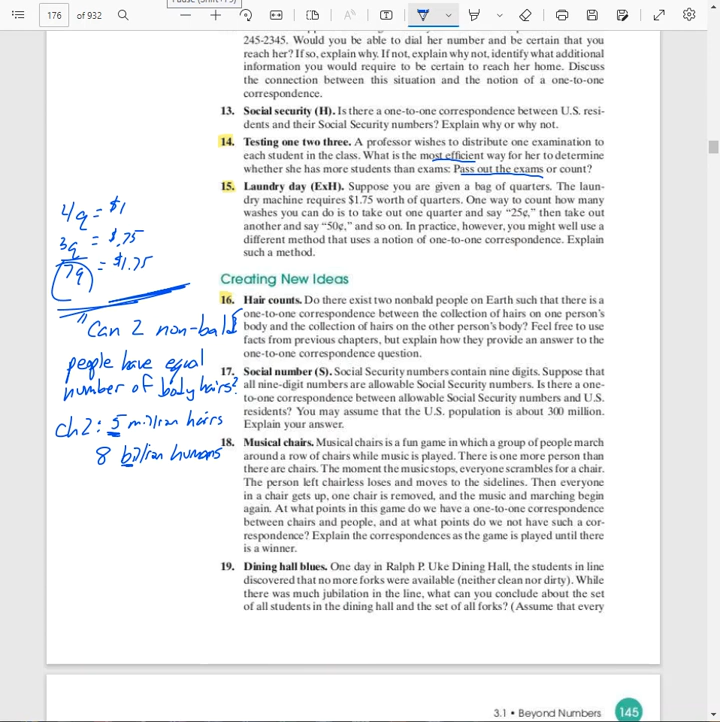 Pause (Shift+F5)
176 of 932
245-2345. Would you be able to dial her number and be certain that you
reach her? If so, explain why. If not, explain why not, identify what additional
information you would require to be certain to reach her home. Discuss
the connection between this situation and the notion of a one-to-one
correspondence.
13. Social security (H). Is there a one-to-one correspondence between U.S. resi-
dents and their Social Security numbers? Explain why or why not.
14. Testing one two three. A professor wishes to distribute one examination to
each student in the class. What is the most efficient way for her to determine
whether she has more students than exams: Pass out the exams or count?
15. Laundry day (ExH). Suppose you are given a bag of quarters. The laun-
dry machine requires $1.75 worth of quarters. One way to count how many
washes you can do is to take out one quarter and say “25¢,” then take out
another and say “50¢,” and so on. In practice, however, you might well use a
different method that uses a notion of one-to-one correspondence. Explain
such a method.
4q = $1
3q = $.75
7q = $1.75
Creating New Ideas
16. Hair counts. Do there exist two nonbald people on Earth such that there is a
one-to-one correspondence between the collection of hairs on one person’s
body and the collection of hairs on the other person’s body? Feel free to use
facts from previous chapters, but explain how they provide an answer to the
one-to-one correspondence question.
"Can 2 non-bald
people have equal
number of body hairs?
ch2: 5 million hairs
8 billion humans
17. Social number (S). Social Security numbers contain nine digits. Suppose that
all nine-digit numbers are allowable Social Security numbers. Is there a one-
to-one correspondence between allowable Social Security numbers and U.S.
residents? You may assume that the U.S. population is about 300 million.
Explain your answer.
18. Musical chairs. Musical chairs is a fun game in which a group of people march
around a row of chairs while music is played. There is one more person than
there are chairs. The moment the music stops, everyone scrambles for a chair.
The person left chairless loses and moves to the sidelines. Then everyone
in a chair gets up, one chair is removed, and the music and marching begin
again. At what points in this game do we have a one-to-one correspondence
between chairs and people, and at what points do we not have such a cor-
respondence? Explain the correspondences as the game is played until there
is a winner.
19. Dining hall blues. One day in Ralph P. Uke Dining Hall, the students in line
discovered that no more forks were available (neither clean nor dirty). While
there was much jubilation in the line, what can you conclude about the set
of all students in the dining hall and the set of all forks? (Assume that every
3.1 • Beyond Numbers 145